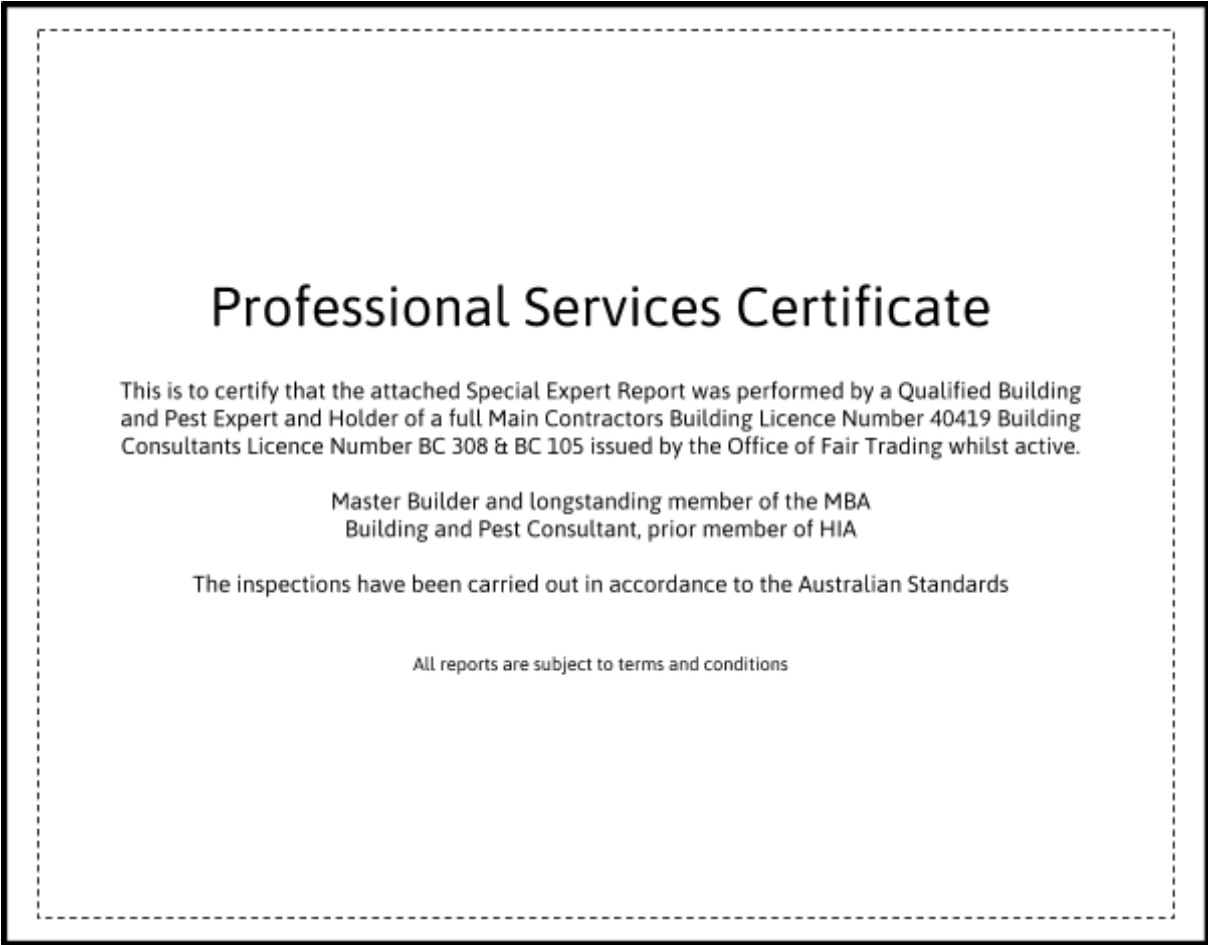 Professional Services Certificate
This is to certify that the attached Special Expert Report was performed by a Qualified Building
and Pest Expert and Holder of a full Main Contractors Building Licence Number 40419 Building
Consultants Licence Number BC 308 & BC 105 issued by the Office of Fair Trading whilst active.
Master Builder and longstanding member of the MBA
Building and Pest Consultant, prior member of HIA
The inspections have been carried out in accordance to the Australian Standards
All reports are subject to terms and conditions